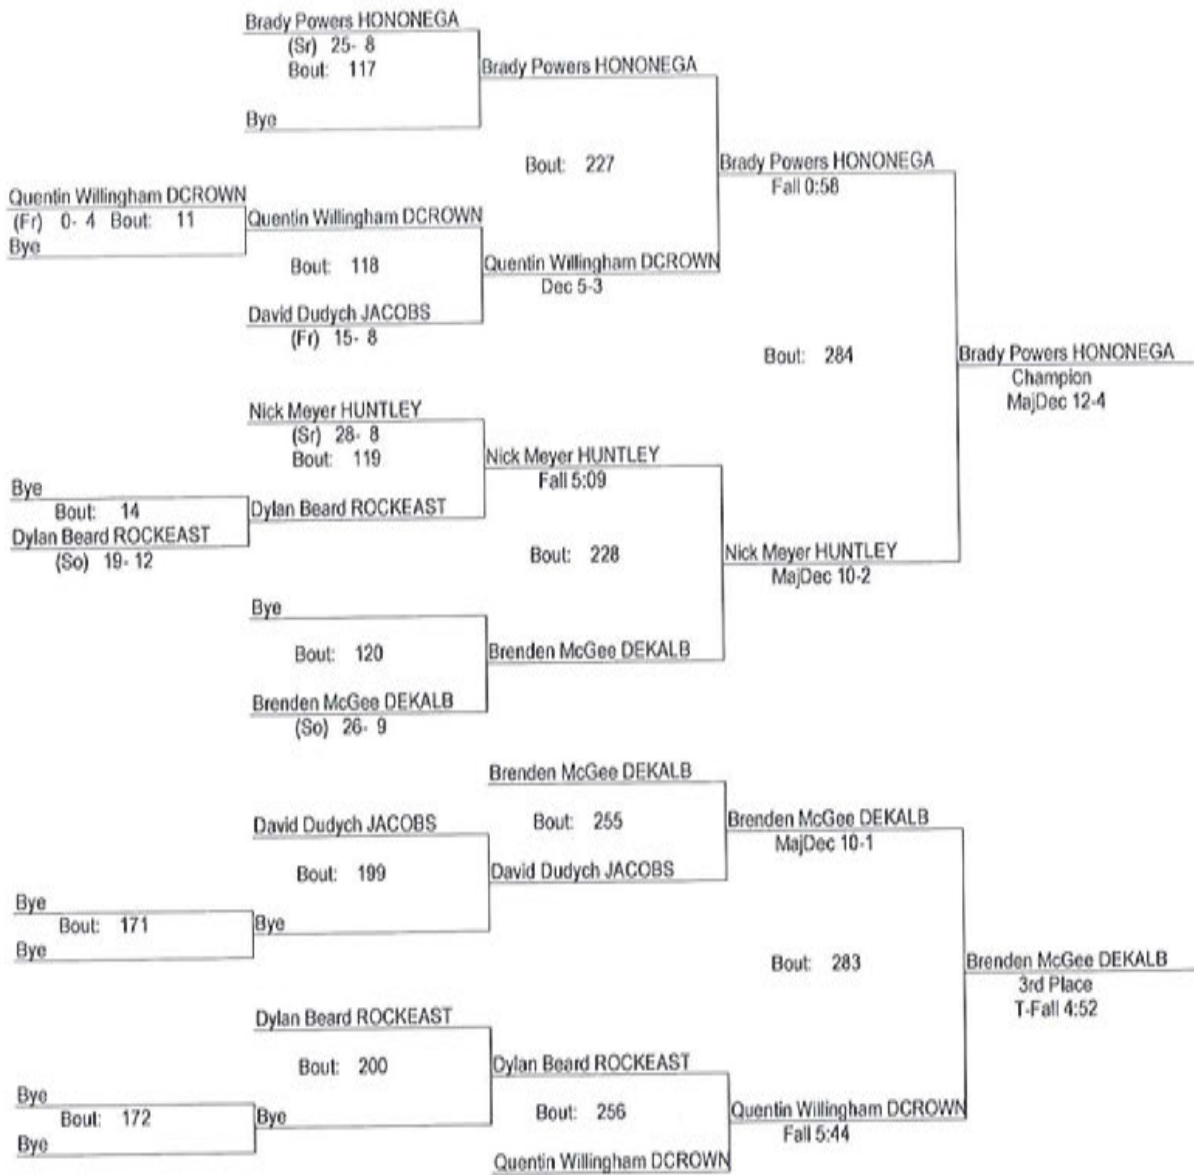 Brady Powers HONONEGA
(Sr) 25- 8
Bout: 117
Brady Powers HONONEGA
Bye
Bout: 227
Brady Powers HONONEGA
Fall 0:58
Quentin Willingham DCROWN
(Fr) 0- 4 Bout: 11
Bye
Quentin Willingham DCROWN
Bout: 118
Quentin Willingham DCROWN
Dec 5-3
David Dudych JACOBS
(Fr) 15- 8
Bout: 284
Brady Powers HONONEGA
Champion
MajDec 12-4
Nick Meyer HUNTLEY
(Sr) 28- 8
Bout: 119
Nick Meyer HUNTLEY
Fall 5:09
Bye
Bout: 14
Dylan Beard ROCKEAST
(So) 19- 12
Dylan Beard ROCKEAST
Bout: 228
Nick Meyer HUNTLEY
MajDec 10-2
Bye
Bout: 120
Brenden McGee DEKALB
Brenden McGee DEKALB
(So) 26- 9
Brenden McGee DEKALB
Bout: 255
Brenden McGee DEKALB
MajDec 10-1
David Dudych JACOBS
Bout: 199
David Dudych JACOBS
Bye
Bout: 171
Bye
Bye
Bout: 283
Brenden McGee DEKALB
3rd Place
T-Fall 4:52
Dylan Beard ROCKEAST
Bout: 200
Dylan Beard ROCKEAST
Bye
Bout: 172
Bye
Bye
Bout: 256
Quentin Willingham DCROWN
Fall 5:44
Quentin Willingham DCROWN